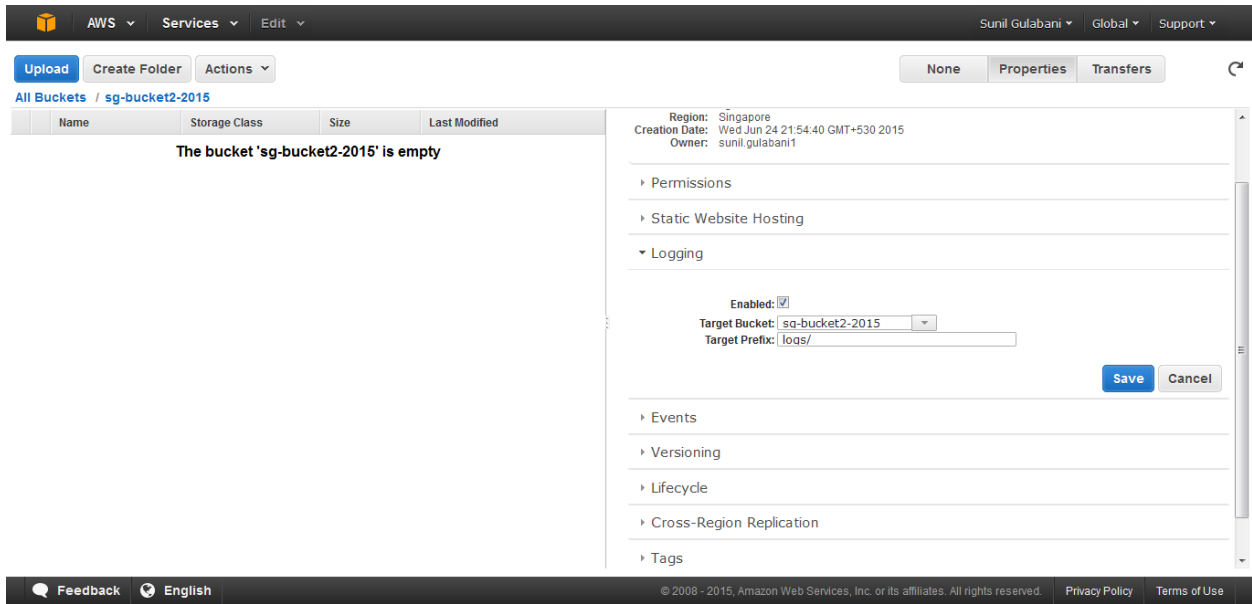 AWS Services Edit Sunil Gulabani Global Support
Upload Create Folder Actions None Properties Transfers
All Buckets / sg-bucket2-2015
Name Storage Class Size Last Modified
The bucket 'sg-bucket2-2015' is empty
Region: Singapore
Creation Date: Wed Jun 24 21:54:40 GMT+530 2015
Owner: sunil.gulabani1
Permissions
Static Website Hosting
Logging
Enabled:
Target Bucket: sg-bucket2-2015
Target Prefix: logs/
Save Cancel
Events
Versioning
Lifecycle
Cross-Region Replication
Tags
Feedback English © 2008 - 2015, Amazon Web Services, Inc. or its affiliates. All rights reserved. Privacy Policy Terms of Use